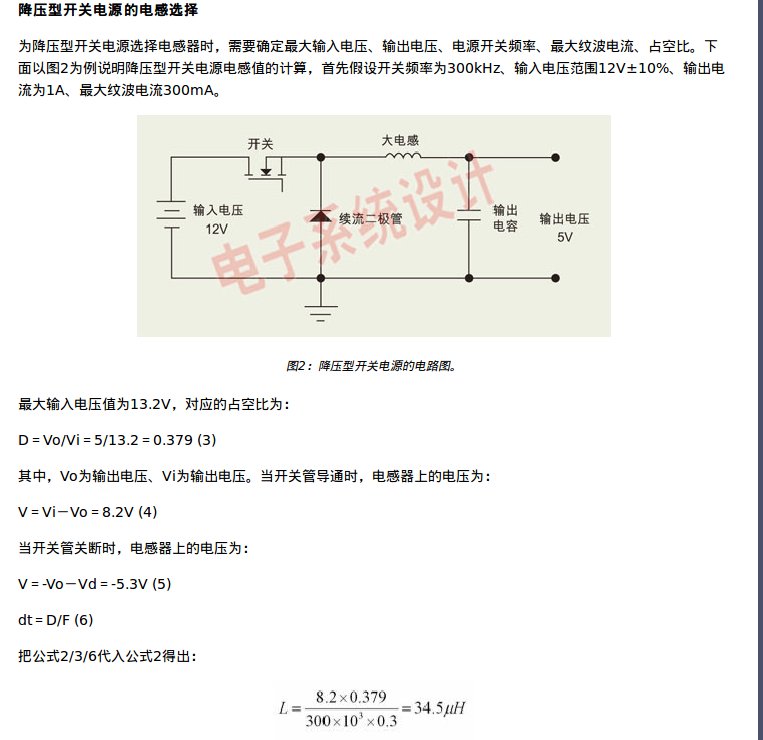 降压型开关电源的电感选择
为降压型开关电源选择电感器时，需要确定最大输入电压、输出电压、电源开关频率、最大纹波电流、占空比。下
面以图2为例说明降压型开关电源电感值的计算，首先假设开关频率为300kHz、输入电压范围12V±10%、输出电
流为1A、最大纹波电流300mA。
开关
大电感
输入电压
12V
续流二极管
输出
电容
输出电压
5V
电子系统设计
图2：降压型开关电源的电路图。
最大输入电压值为13.2V，对应的占空比为：
D = Vo/Vi = 5/13.2 = 0.379 (3)
其中，Vo为输出电压、Vi为输出电压。当开关管导通时，电感器上的电压为：
V = Vi－Vo = 8.2V (4)
当开关管关断时，电感器上的电压为：
V = -Vo－Vd = -5.3V (5)
dt = D/F (6)
把公式2/3/6代入公式2得出：
L = 8.2×0.379 / 300×10³×0.3 = 34.5μH